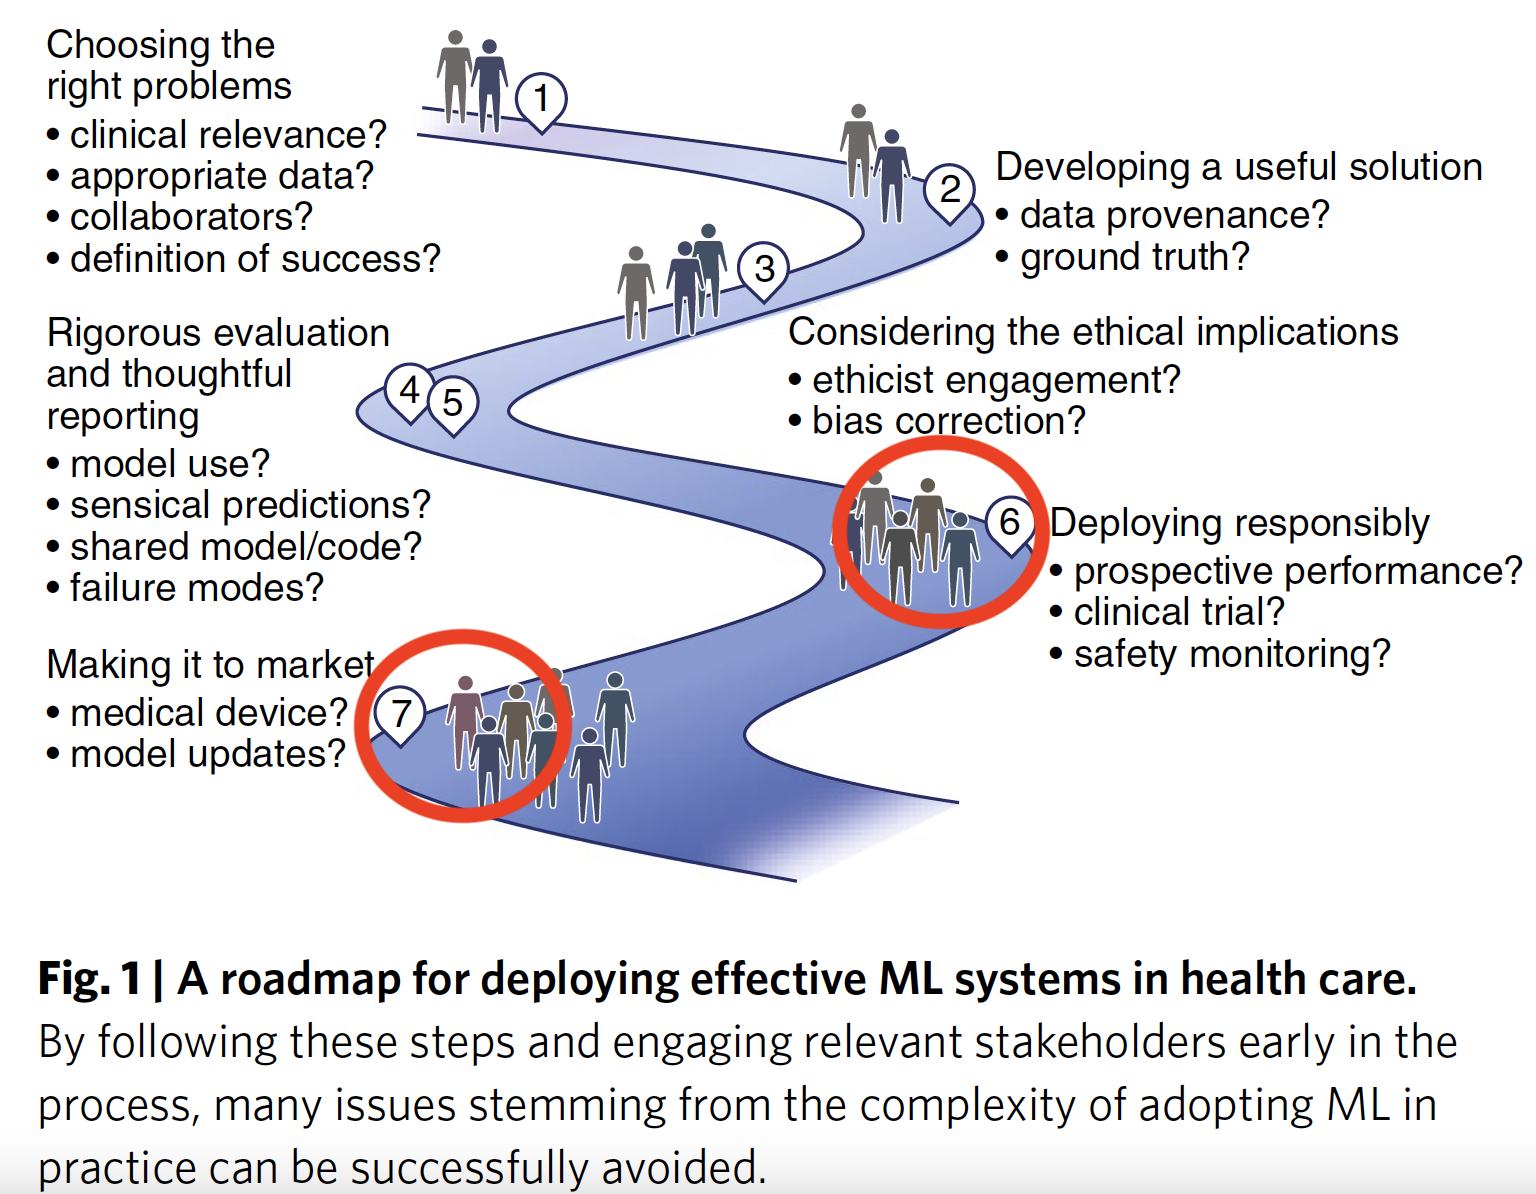 Choosing the
right problems
• clinical relevance?
• appropriate data?
• collaborators?
• definition of success?
1
2
Developing a useful solution
• data provenance?
• ground truth?
3
Considering the ethical implications
• ethicist engagement?
• bias correction?
Rigorous evaluation
and thoughtful
reporting
• model use?
• sensical predictions?
• shared model/code?
• failure modes?
4
5
6
Deploying responsibly
• prospective performance?
• clinical trial?
• safety monitoring?
Making it to market
• medical device?
• model updates?
7
Fig. 1 | A roadmap for deploying effective ML systems in health care.
By following these steps and engaging relevant stakeholders early in the
process, many issues stemming from the complexity of adopting ML in
practice can be successfully avoided.